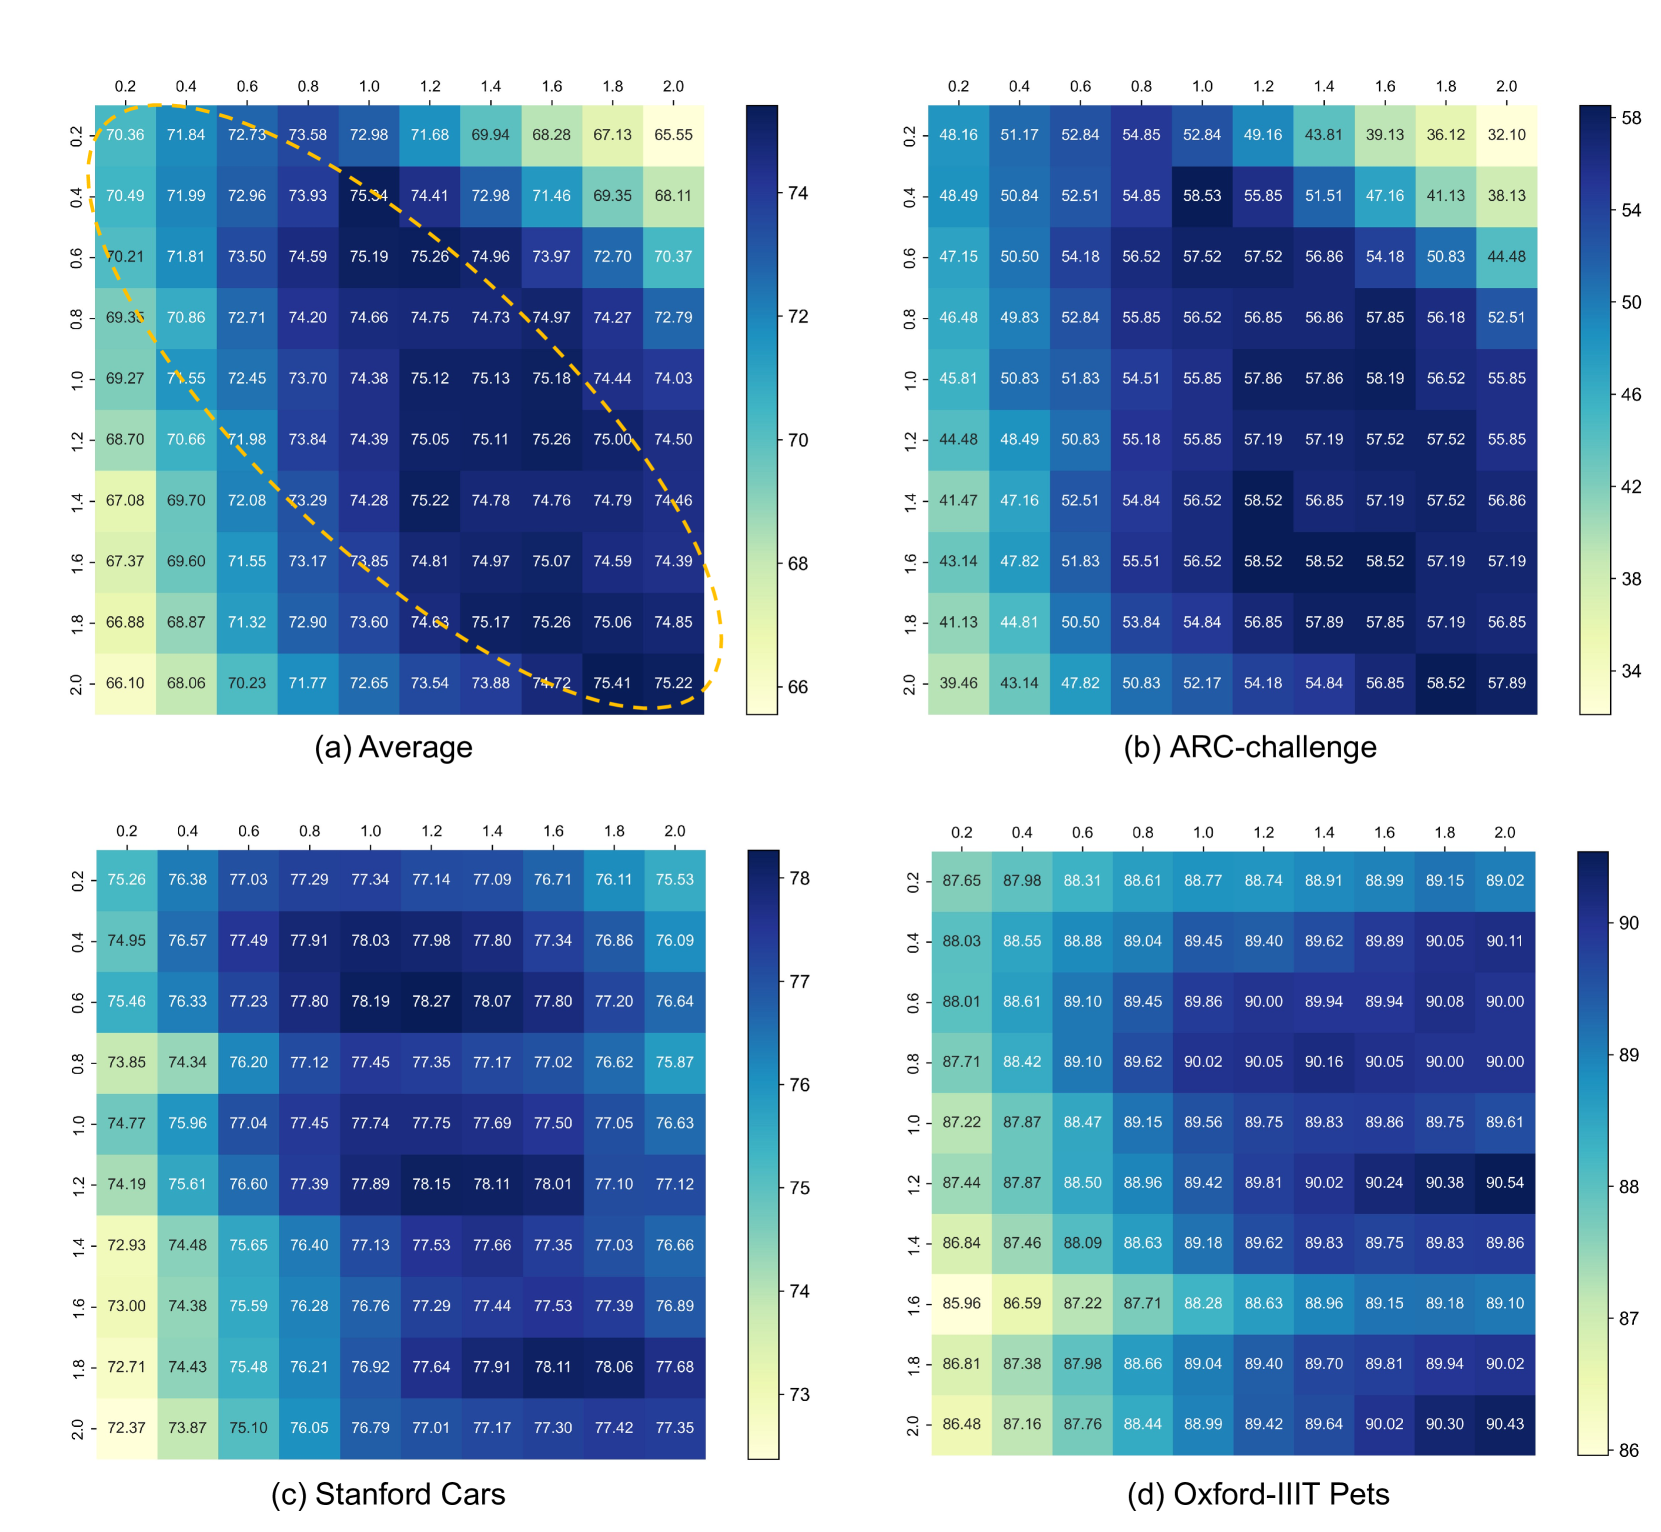 0.2 0.4 0.6 0.8 1.0 1.2 1.4 1.6 1.8 2.0
0.2 70.36 71.84 72.73 73.58 72.98 71.68 69.94 68.28 67.13 65.55
0.4 70.49 71.99 72.96 73.93 75.34 74.41 72.98 71.46 69.35 68.11
0.6 70.21 71.81 73.50 74.59 75.19 75.26 74.96 73.97 72.70 70.37
0.8 69.35 70.86 72.71 74.20 74.66 74.75 74.73 74.97 74.27 72.79
1.0 69.27 71.55 72.45 73.70 74.38 75.12 75.13 75.18 74.44 74.03
1.2 68.70 70.66 71.98 73.84 74.39 75.05 75.11 75.26 75.00 74.50
1.4 67.08 69.70 72.08 73.29 74.28 75.22 74.78 74.76 74.79 74.46
1.6 67.37 69.60 71.55 73.17 73.85 74.81 74.97 75.07 74.59 74.39
1.8 66.88 68.87 71.32 72.90 73.60 74.63 75.17 75.26 75.06 74.85
2.0 66.10 68.06 70.23 71.77 72.65 73.54 73.88 74.72 75.41 75.22
74
72
70
68
66
(a) Average
0.2 0.4 0.6 0.8 1.0 1.2 1.4 1.6 1.8 2.0
0.2 48.16 51.17 52.84 54.85 52.84 49.16 43.81 39.13 36.12 32.10
0.4 48.49 50.84 52.51 54.85 58.53 55.85 51.51 47.16 41.13 38.13
0.6 47.15 50.50 54.18 56.52 57.52 57.52 56.86 54.18 50.83 44.48
0.8 46.48 49.83 52.84 55.85 56.52 56.85 56.86 57.85 56.18 52.51
1.0 45.81 50.83 51.83 54.51 55.85 57.86 57.86 58.19 56.52 55.85
1.2 44.48 48.49 50.83 55.18 55.85 57.19 57.19 57.52 57.52 55.85
1.4 41.47 47.16 52.51 54.84 56.52 58.52 56.85 57.19 57.52 56.86
1.6 43.14 47.82 51.83 55.51 56.52 58.52 58.52 58.52 57.19 57.19
1.8 41.13 44.81 50.50 53.84 54.84 56.85 57.89 57.85 57.19 56.85
2.0 39.46 43.14 47.82 50.83 52.17 54.18 54.84 56.85 58.52 57.89
58
54
50
46
42
38
34
(b) ARC-challenge
0.2 0.4 0.6 0.8 1.0 1.2 1.4 1.6 1.8 2.0
0.2 75.26 76.38 77.03 77.29 77.34 77.14 77.09 76.71 76.11 75.53
0.4 74.95 76.57 77.49 77.91 78.03 77.98 77.80 77.34 76.86 76.09
0.6 75.46 76.33 77.23 77.80 78.19 78.27 78.07 77.80 77.20 76.64
0.8 73.85 74.34 76.20 77.12 77.45 77.35 77.17 77.02 76.62 75.87
1.0 74.77 75.96 77.04 77.45 77.74 77.75 77.69 77.50 77.05 76.63
1.2 74.19 75.61 76.60 77.39 77.89 78.15 78.11 78.01 77.10 77.12
1.4 72.93 74.48 75.65 76.40 77.13 77.53 77.66 77.35 77.03 76.66
1.6 73.00 74.38 75.59 76.28 76.76 77.29 77.44 77.53 77.39 76.89
1.8 72.71 74.43 75.48 76.21 76.92 77.64 77.91 78.11 78.06 77.68
2.0 72.37 73.87 75.10 76.05 76.79 77.01 77.17 77.30 77.42 77.35
78
77
76
75
74
73
(c) Stanford Cars
0.2 0.4 0.6 0.8 1.0 1.2 1.4 1.6 1.8 2.0
0.2 87.65 87.98 88.31 88.61 88.77 88.74 88.91 88.99 89.15 89.02
0.4 88.03 88.55 88.88 89.04 89.45 89.40 89.62 89.89 90.05 90.11
0.6 88.01 88.61 89.10 89.45 89.86 90.00 89.94 89.94 90.08 90.00
0.8 87.71 88.42 89.10 89.62 90.02 90.05 90.16 90.05 90.00 90.00
1.0 87.22 87.87 88.47 89.15 89.56 89.75 89.83 89.86 89.75 89.61
1.2 87.44 87.87 88.50 88.96 89.42 89.81 90.02 90.24 90.38 90.54
1.4 86.84 87.46 88.09 88.63 89.18 89.62 89.83 89.75 89.83 89.86
1.6 85.96 86.59 87.22 87.71 88.28 88.63 88.96 89.15 89.18 89.10
1.8 86.81 87.38 87.98 88.66 89.04 89.40 89.70 89.81 89.94 90.02
2.0 86.48 87.16 87.76 88.44 88.99 89.42 89.64 90.02 90.30 90.43
90
89
88
87
86
(d) Oxford-IIIT Pets